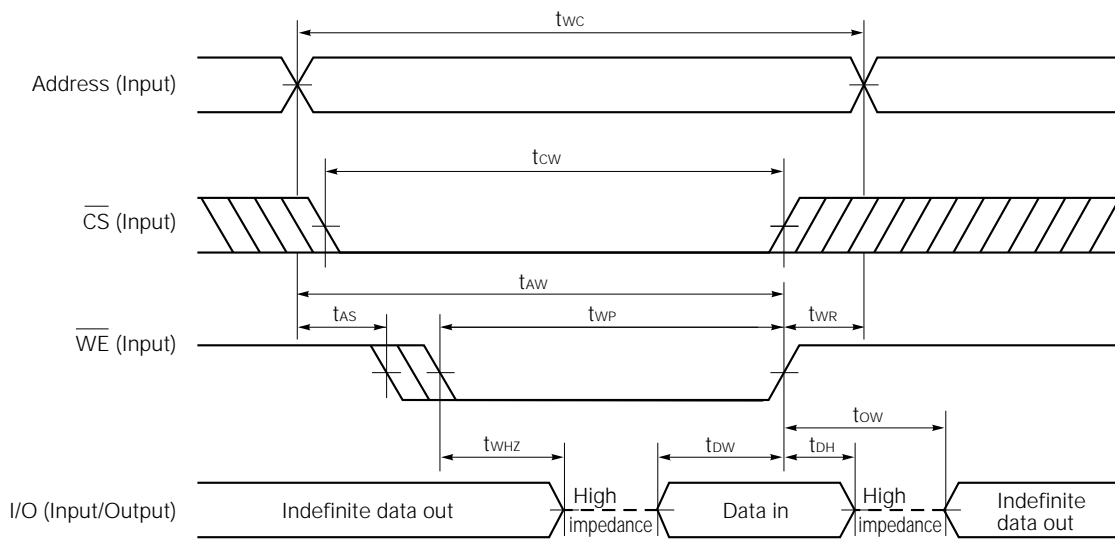 tWC
Address (Input)
tCW
CS (Input)
tAW
tAS
tWP
tWR
WE (Input)
tOW
tWHZ
tDW
tDH
I/O (Input/Output)
Indefinite data out
High
impedance
Data in
High
impedance
Indefinite
data out